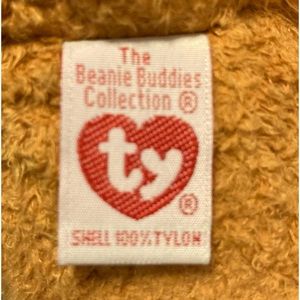 The
Beanie Buddies
Collection ®
ty
®
SHELL 100% TYLON